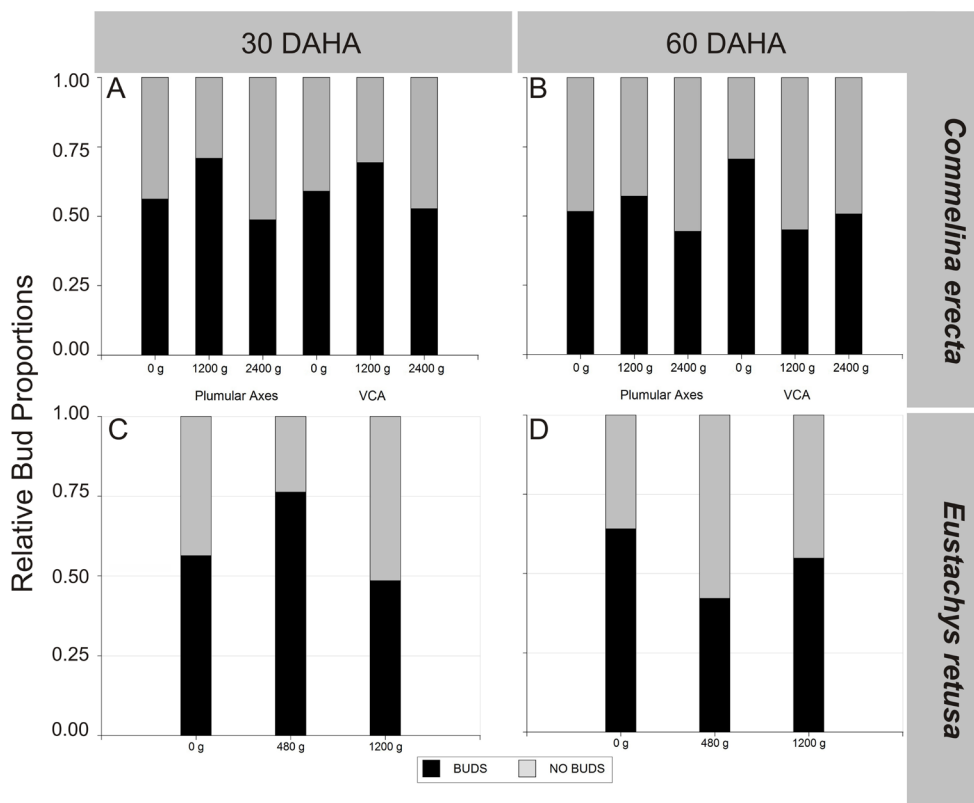 30 DAHA
60 DAHA
A
1.00
0.75
0.50
0.25
0.00
0 g 1200 g 2400 g 0 g 1200 g 2400 g
Plumular Axes VCA
B
0 g 1200 g 2400 g 0 g 1200 g 2400 g
Plumular Axes VCA
Commelina erecta
Relative Bud Proportions
C
1.00
0.75
0.50
0.25
0.00
0 g 480 g 1200 g
D
0 g 480 g 1200 g
Eustachys retusa
BUDS NO BUDS